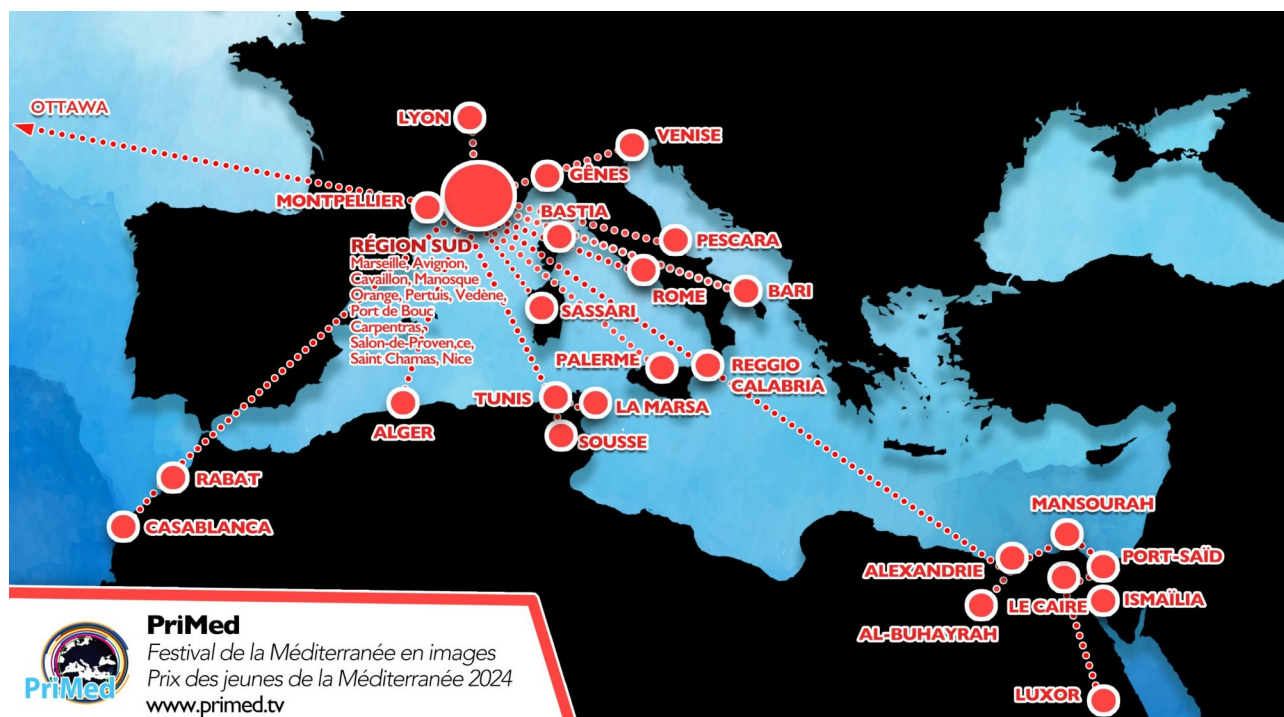 OTTAWA
LYON
VENISE
GÊNES
MONTPELLIER
BASTIA
PESCARA
RÉGION SUD
Marseille, Avignon,
Cavaillon, Manosque
Orange, Pertuis, Vedène,
Port de Bouc
Carpentras,
Salon-de-Proven,ce,
Saint Chamas, Nice
ROME
BARI
SASSARI
PALERME
REGGIO
CALABRIA
TUNIS
LA MARSA
ALGER
SOUSSE
RABAT
CASABLANCA
MANSOURAH
ALEXANDRIE
PORT-SAÏD
LE CAIRE
ISMAÏLIA
AL-BUHAYRAH
LUXOR
PriMed
PriMed
Festival de la Méditerranée en images
Prix des jeunes de la Méditerranée 2024
www.primed.tv